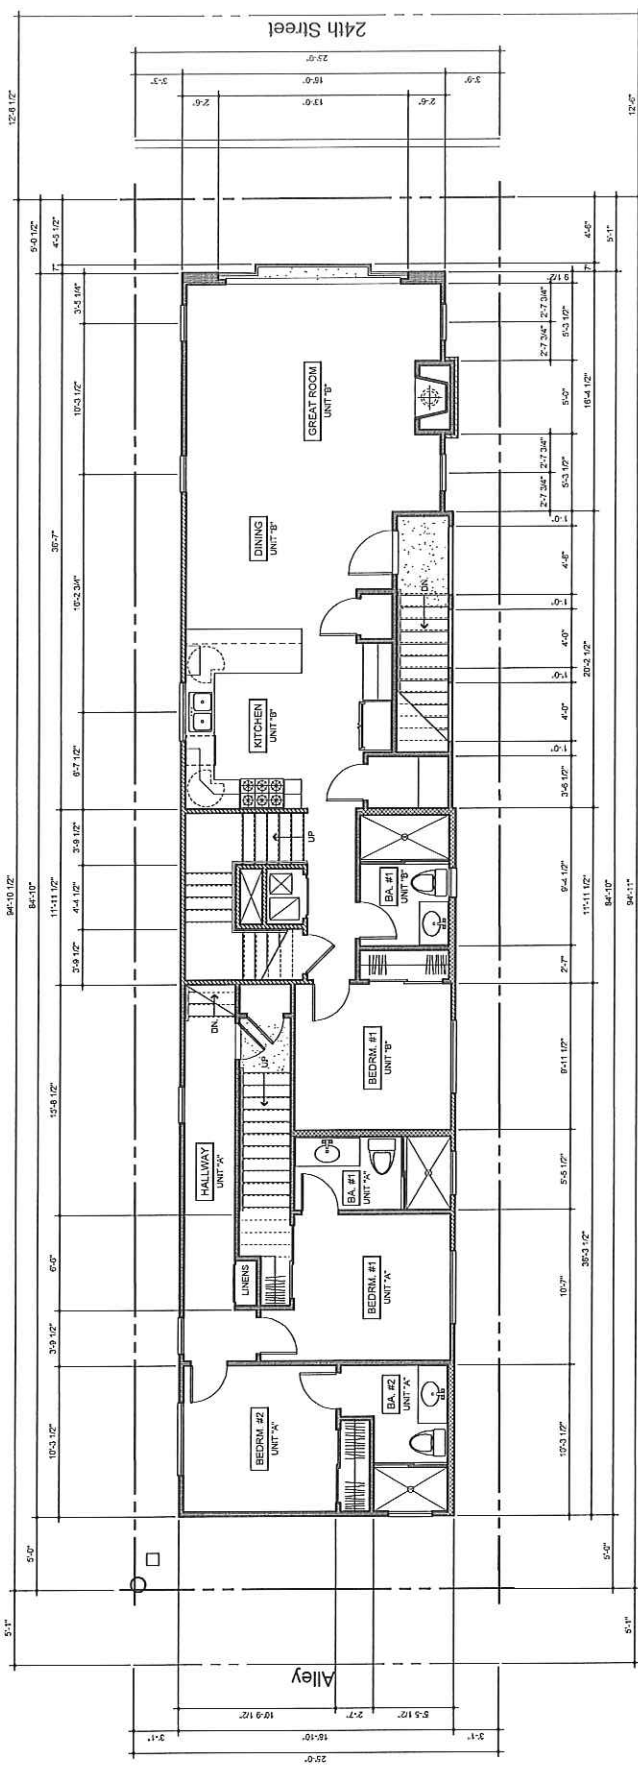 24th Street
25'-0"
3'-3"
16'-0"
3'-9"
2'-6"
13'-0"
2'-6"
12'-6 1/2"
12'-6"
5'-0 1/2"
4'-5 1/2"
7"
4'-6"
5'-1"
7"
9 1/2"
3'-5 1/4"
10'-3 1/2"
16'-2 3/4"
6'-7 1/2"
36'-7"
3'-9 1/2"
4'-4 1/2"
3'-9 1/2"
11'-11 1/2"
94'-10 1/2"
84'-10"
15'-8 1/2"
6'-6"
3'-9 1/2"
10'-3 1/2"
5'-0"
5'-1"
GREAT ROOM
UNIT "B"
DINING
UNIT "B"
KITCHEN
UNIT "B"
DN.
UP
BA. #1
UNIT "B"
BEDRM. #1
UNIT "B"
DN.
UP
HALLWAY
UNIT "A"
BA. #1
UNIT "A"
LINENS
BEDRM. #1
UNIT "A"
BEDRM. #2
UNIT "A"
BA. #2
UNIT "A"
2'-7 3/4"
2'-7 3/4"
5'-3 1/2"
5'-0"
16'-4 1/2"
2'-7 3/4"
2'-7 3/4"
5'-3 1/2"
1'-0"
4'-6"
1'-0"
4'-0"
1'-0"
4'-0"
1'-0"
3'-6 1/2"
20'-2 1/2"
9'-4 1/2"
2'-7"
11'-11 1/2"
84'-10"
94'-11"
9'-11 1/2"
5'-5 1/2"
10'-7"
36'-3 1/2"
10'-3 1/2"
5'-0"
5'-1"
Alley
10'-9 1/2"
2'-7"
5'-5 1/2"
3'-1"
18'-10"
3'-1"
25'-0"